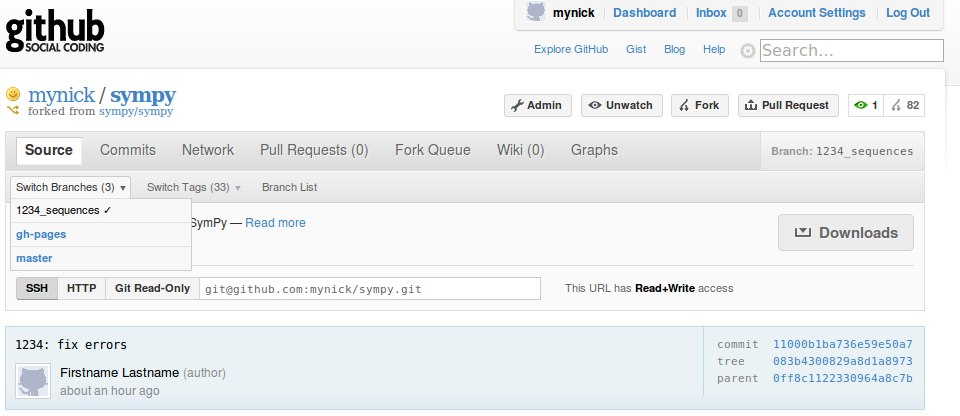 github
SOCIAL CODING
mynick Dashboard Inbox 0 Account Settings Log Out
Explore GitHub Gist Blog Help Search...
mynick / sympy
forked from sympy/sympy
Admin Unwatch Fork Pull Request 1 82
Source Commits Network Pull Requests (0) Fork Queue Wiki (0) Graphs Branch: 1234_sequences
Switch Branches (3) ▾ Switch Tags (33) ▾ Branch List
1234_sequences ✓
SymPy — Read more
gh-pages
Downloads
master
SSH HTTP Git Read-Only git@github.com:mynick/sympy.git This URL has Read+Write access
1234: fix errors
Firstname Lastname (author)
about an hour ago
commit 11000b1ba736e59e50a7
tree 083b4300829a8d1a8973
parent 0ff8c1122330964a8c7b